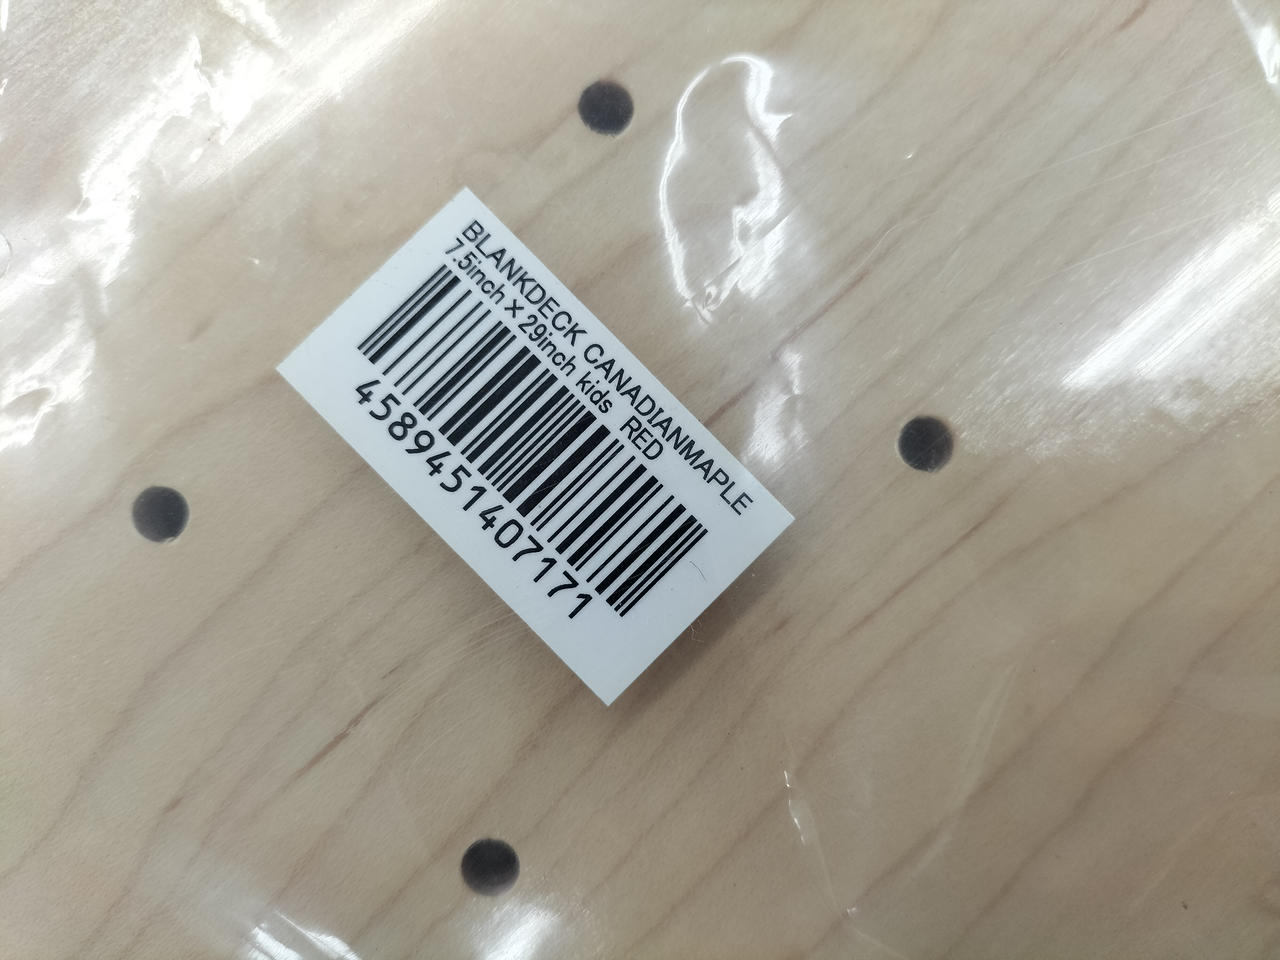 BLANKDECK CANADIANMAPLE
7.5inch × 29inch kids RED
4589451407171